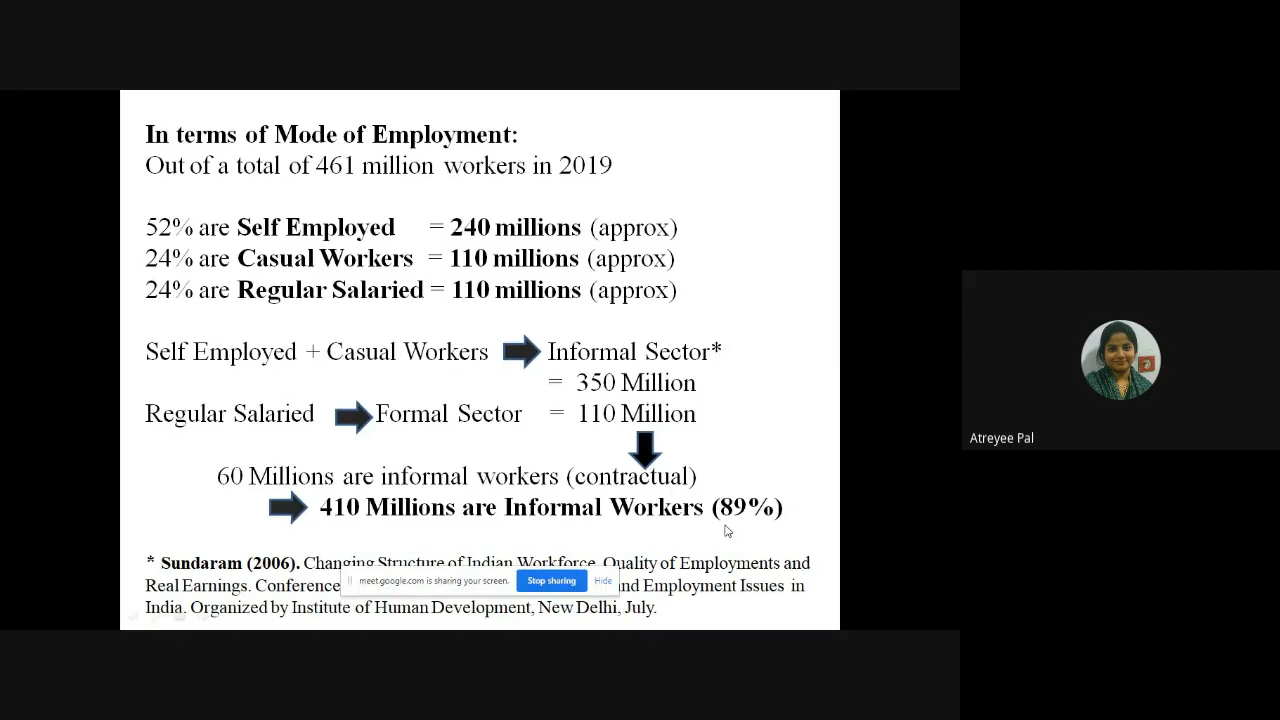 In terms of Mode of Employment:
Out of a total of 461 million workers in 2019
52% are Self Employed = 240 millions (approx)
24% are Casual Workers = 110 millions (approx)
24% are Regular Salaried = 110 millions (approx)
Self Employed + Casual Workers Informal Sector*
= 350 Million
Regular Salaried Formal Sector = 110 Million
Atreyee Pal
60 Millions are informal workers (contractual)
410 Millions are Informal Workers (89%)
* Sundaram (2006). Changing Structure of Indian Workforce, Quality of Employments and
Real Earnings. Conference and Employment Issues in
meet.google.com is sharing your screen. Stop sharing Hide
India. Organized by Institute of Human Development, New Delhi, July.